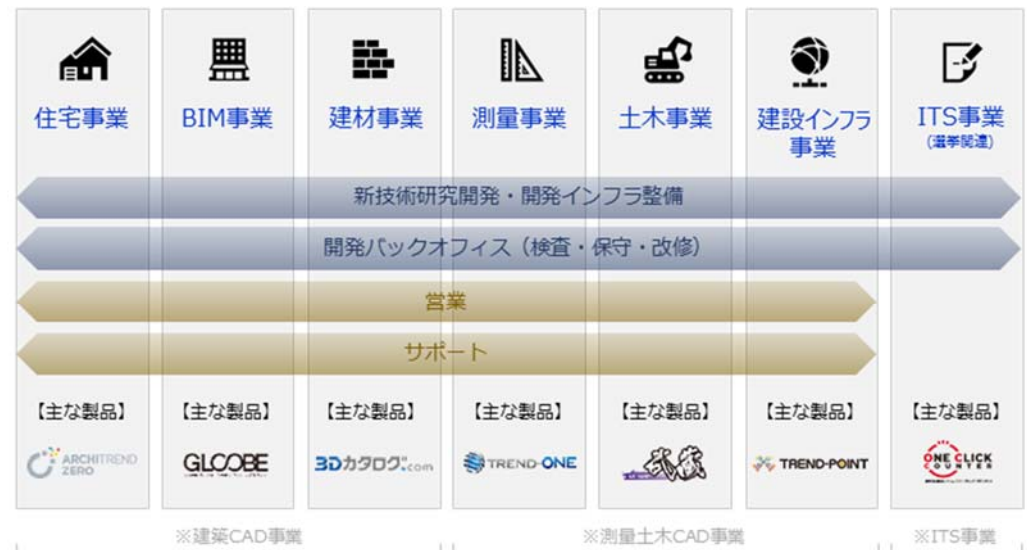 住宅事業
BIM事業
建材事業
測量事業
土木事業
建設インフラ
事業
ITS事業
(選挙関連)
新技術研究開発・開発インフラ整備
開発バックオフィス（検査・保守・改修）
営業
サポート
【主な製品】
【主な製品】
【主な製品】
【主な製品】
【主な製品】
【主な製品】
【主な製品】
ARCHITREND
ZERO
GLOOBE
3Dカタログ.com
TREND-ONE
武蔵
TREND-POINT
ONE CLICK
COUNTER
※建築CAD事業
※測量土木CAD事業
※ITS事業